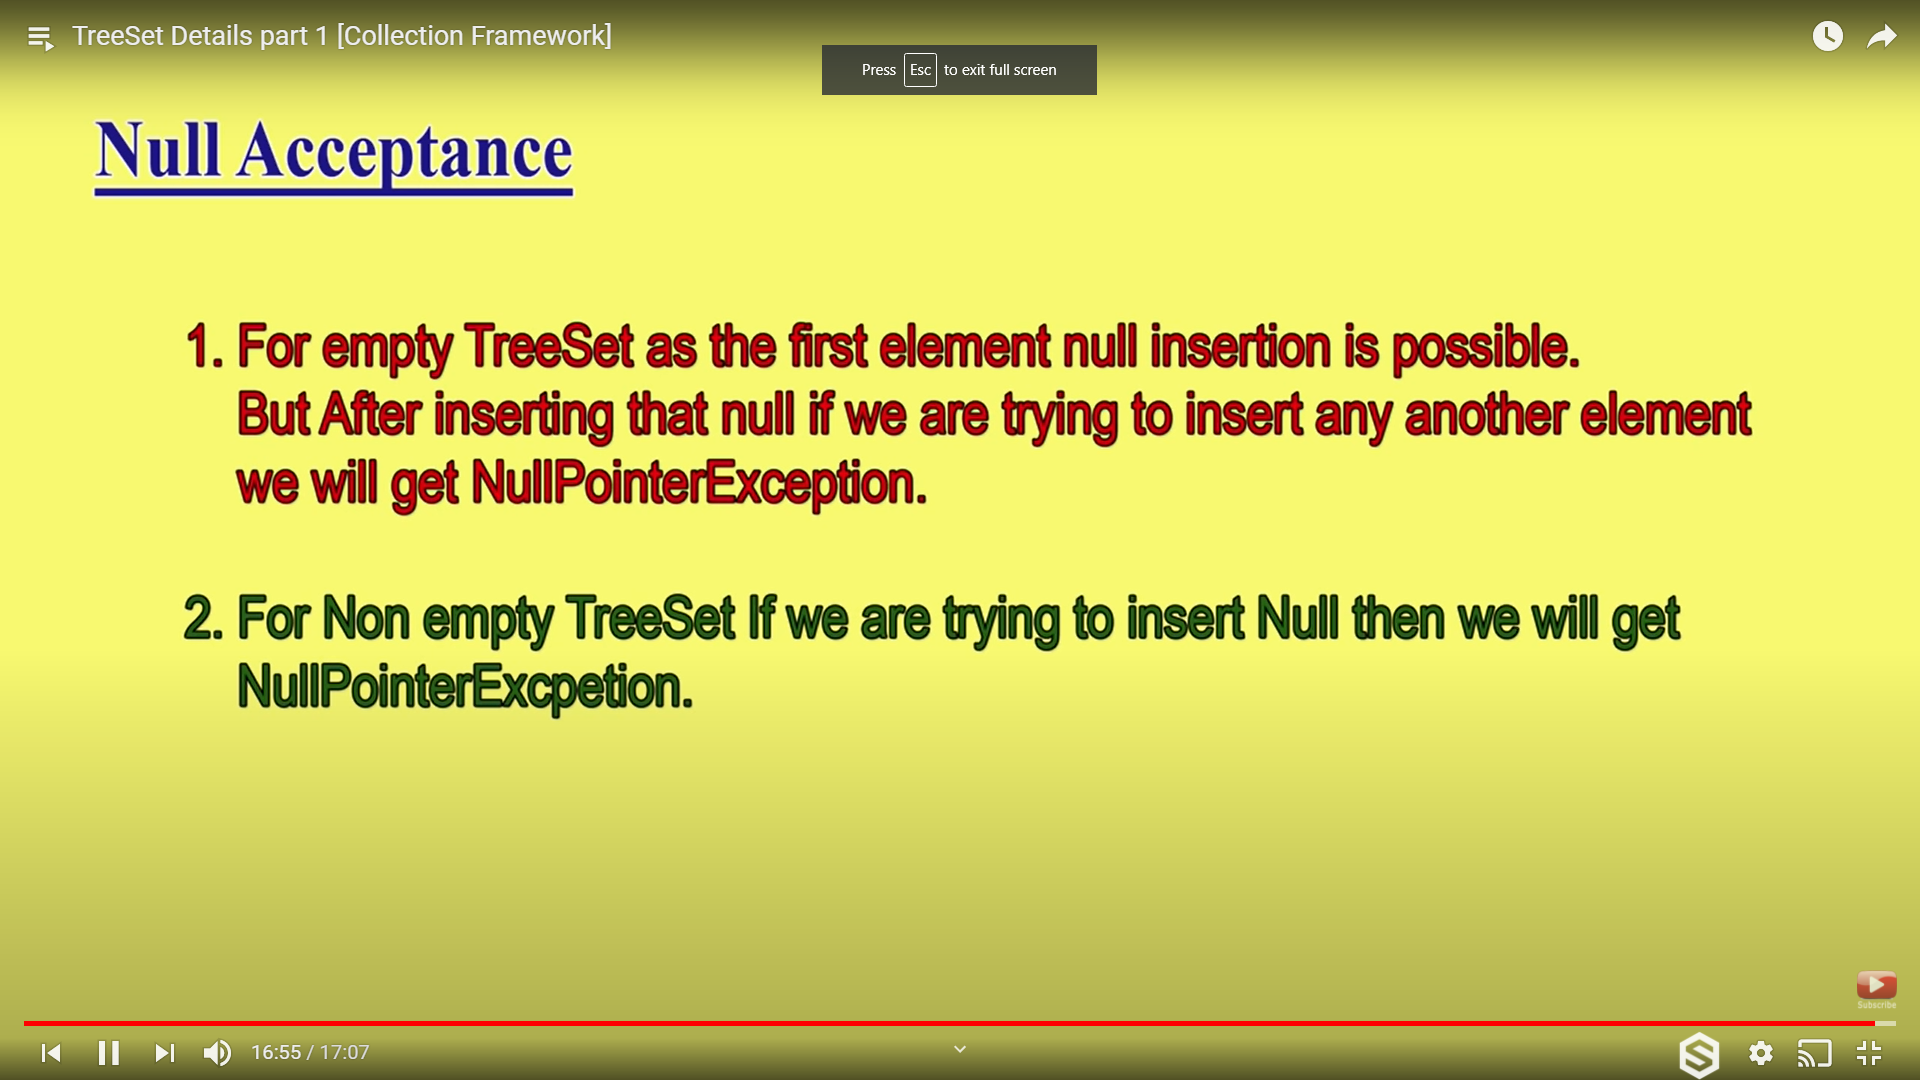 TreeSet Details part 1 [Collection Framework]
Press Esc to exit full screen
Null Acceptance
1. For empty TreeSet as the first element null insertion is possible.
But After inserting that null if we are trying to insert any another element
we will get NullPointerException.
2. For Non empty TreeSet If we are trying to insert Null then we will get
NullPointerExcpetion.
Subscribe
16:55 / 17:07